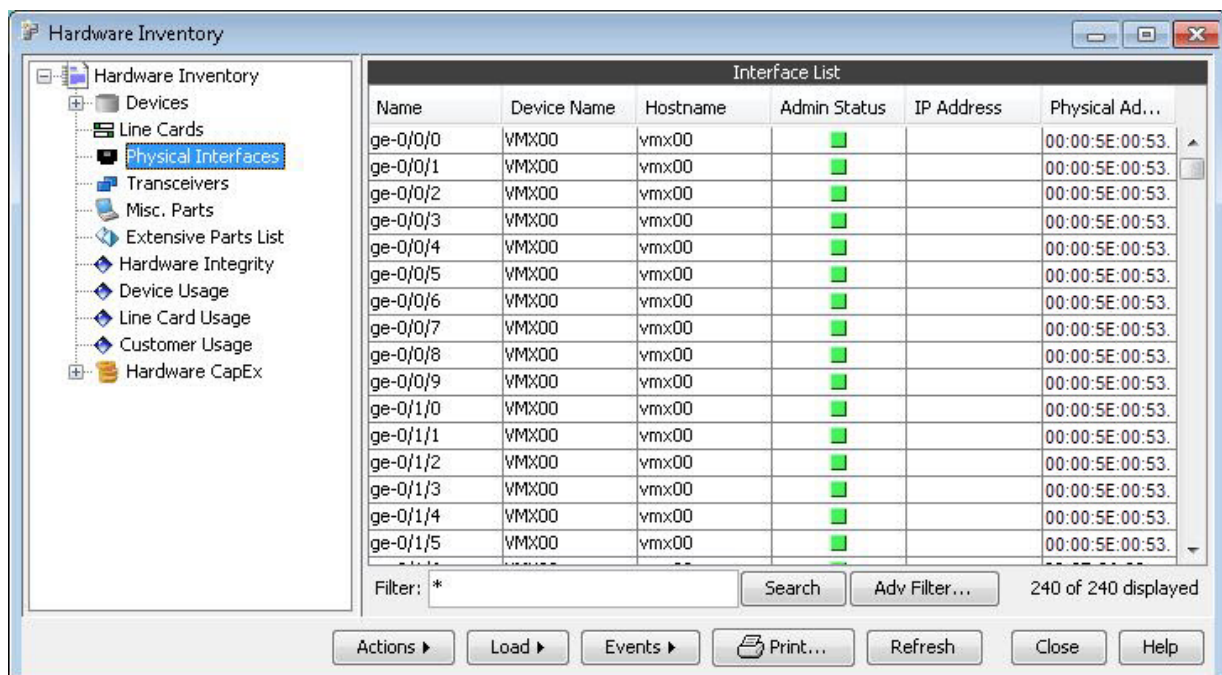 Hardware Inventory
Hardware Inventory
Devices
Line Cards
Physical Interfaces
Transceivers
Misc. Parts
Extensive Parts List
Hardware Integrity
Device Usage
Line Card Usage
Customer Usage
Hardware CapEx
Interface List
Name Device Name Hostname Admin Status IP Address Physical Ad...
ge-0/0/0 VMX00 vmx00 00:00:5E:00:53.
ge-0/0/1 VMX00 vmx00 00:00:5E:00:53.
ge-0/0/2 VMX00 vmx00 00:00:5E:00:53.
ge-0/0/3 VMX00 vmx00 00:00:5E:00:53.
ge-0/0/4 VMX00 vmx00 00:00:5E:00:53.
ge-0/0/5 VMX00 vmx00 00:00:5E:00:53.
ge-0/0/6 VMX00 vmx00 00:00:5E:00:53.
ge-0/0/7 VMX00 vmx00 00:00:5E:00:53.
ge-0/0/8 VMX00 vmx00 00:00:5E:00:53.
ge-0/0/9 VMX00 vmx00 00:00:5E:00:53.
ge-0/1/0 VMX00 vmx00 00:00:5E:00:53.
ge-0/1/1 VMX00 vmx00 00:00:5E:00:53.
ge-0/1/2 VMX00 vmx00 00:00:5E:00:53.
ge-0/1/3 VMX00 vmx00 00:00:5E:00:53.
ge-0/1/4 VMX00 vmx00 00:00:5E:00:53.
ge-0/1/5 VMX00 vmx00 00:00:5E:00:53.
Filter: * Search Adv Filter... 240 of 240 displayed
Actions Load Events Print... Refresh Close Help